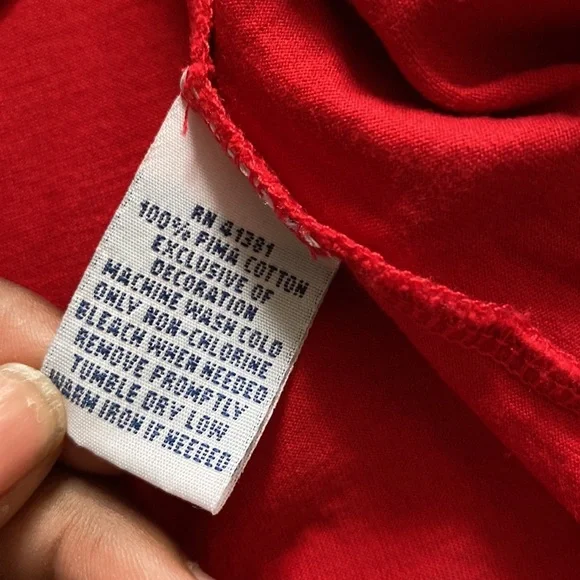 RN 41381
100% PIMA COTTON
EXCLUSIVE OF
DECORATION
MACHINE WASH COLD
ONLY NON-CHLORINE
BLEACH WHEN NEEDED
REMOVE PROMPTLY
TUMBLE DRY LOW
WARM IRON IF NEEDED